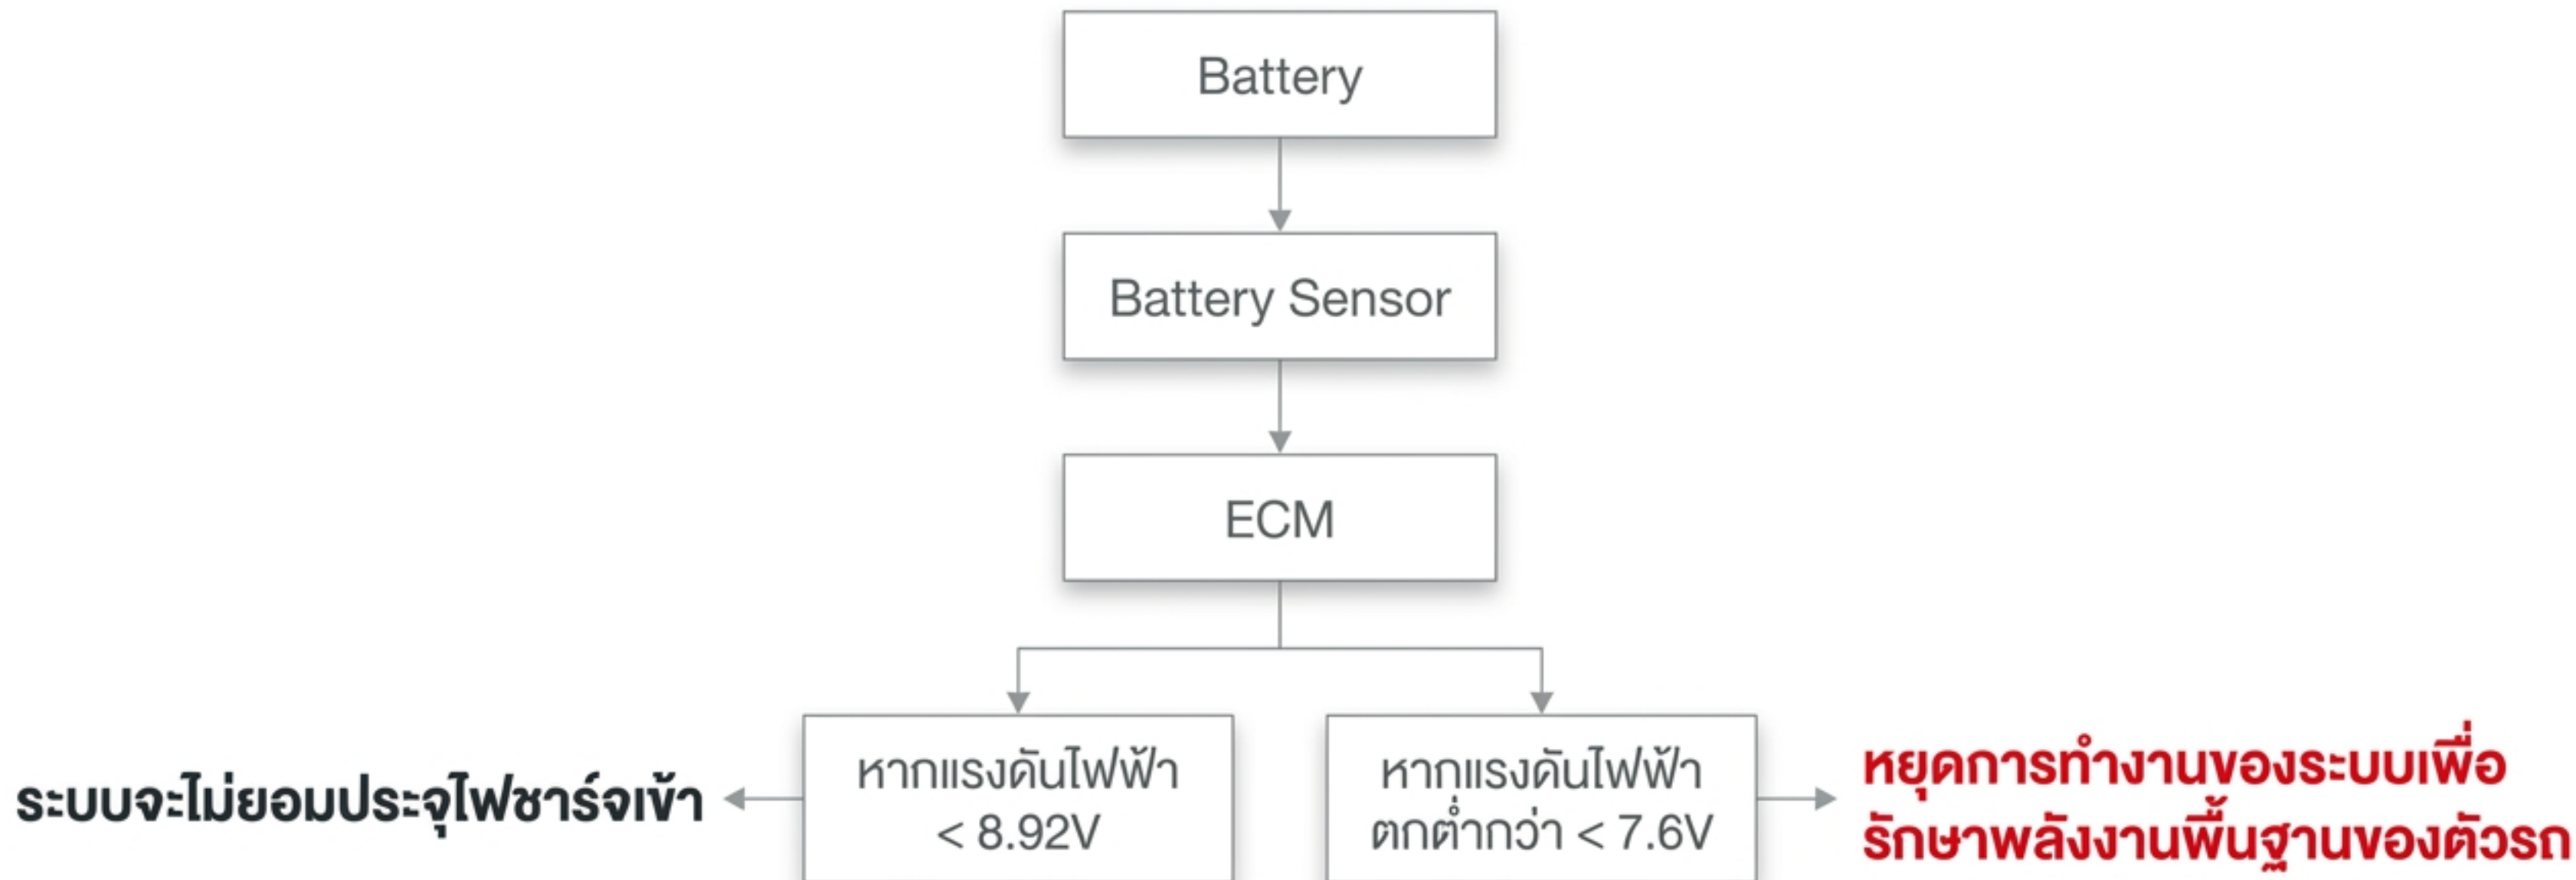 Battery
Battery Sensor
ECM
หากแรงดันไฟฟ้า
< 8.92V
หากแรงดันไฟฟ้า
ตกต่ำกว่า < 7.6V
ระบบจะไม่ยอมประจุไฟชาร์จเข้า
หยุดการทำงานของระบบเพื่อ
รักษาพลังงานพื้นฐานของตัวรถ